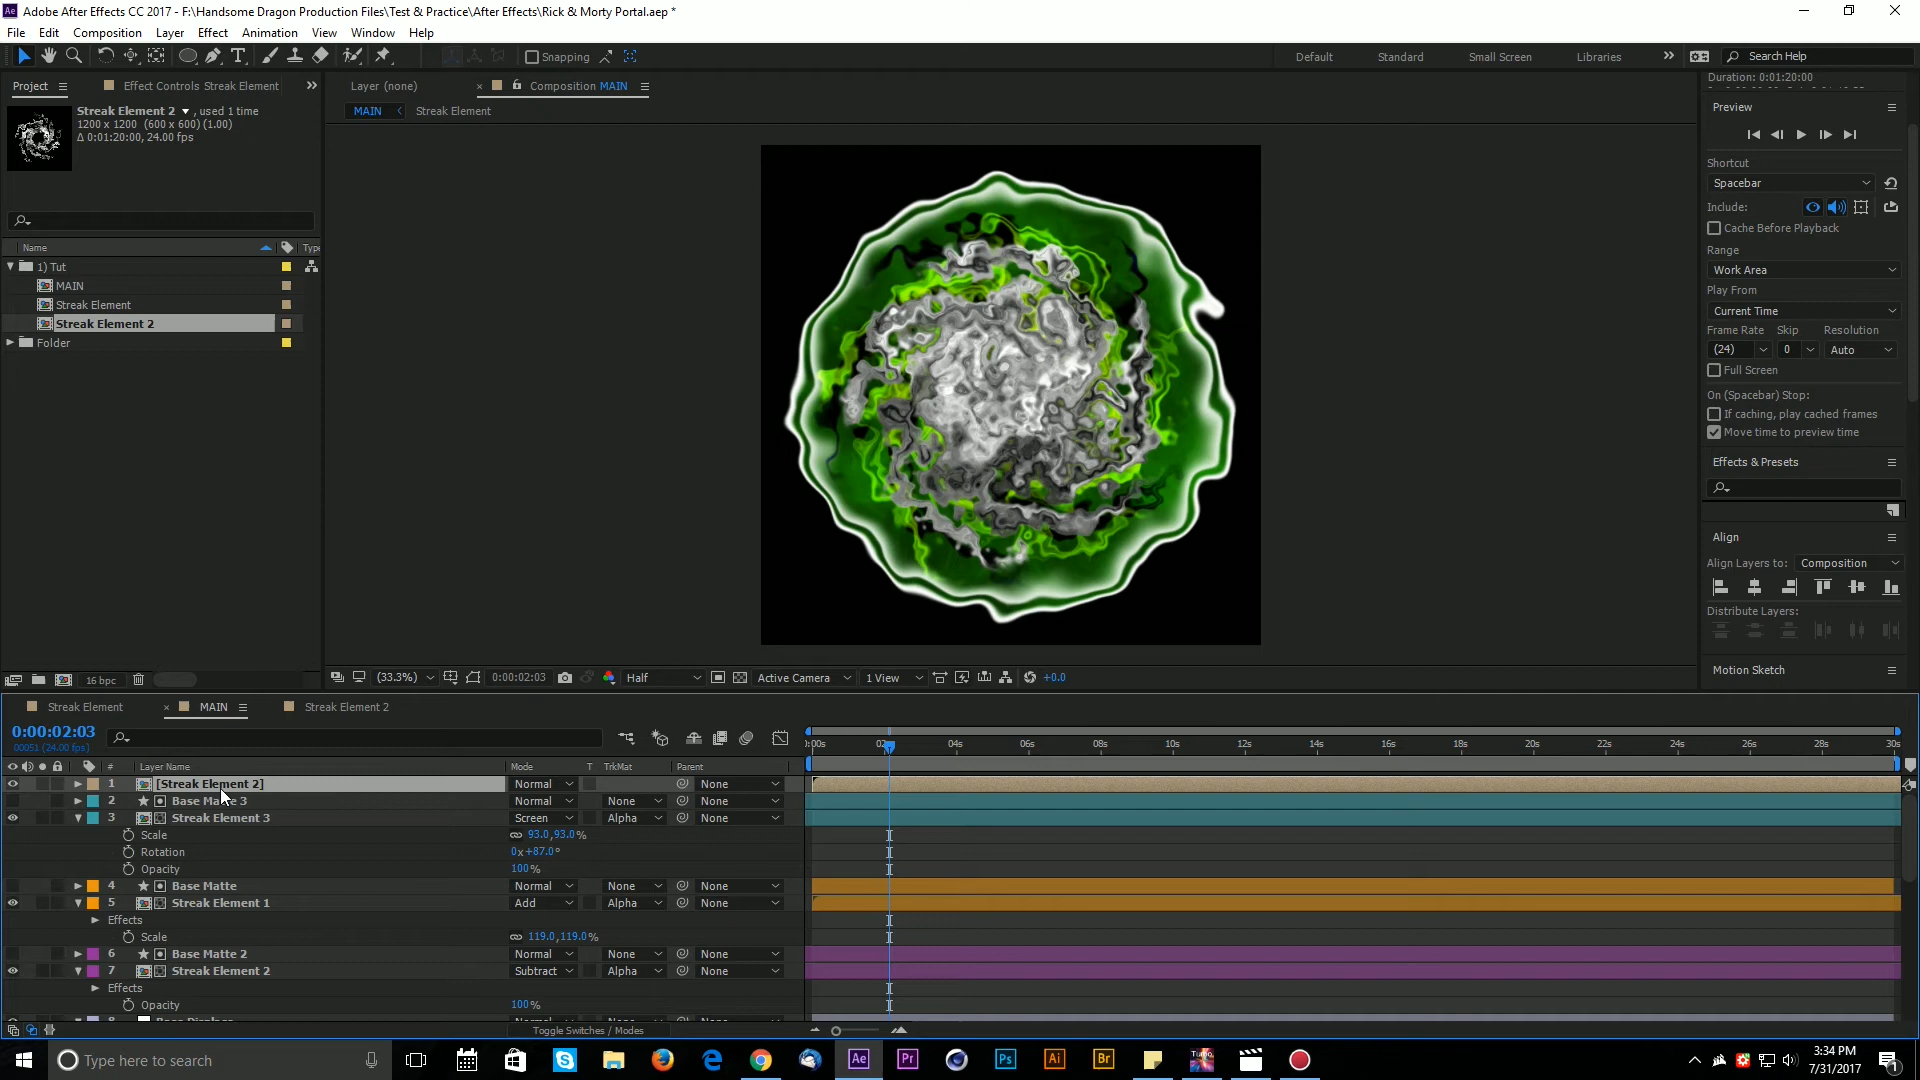 Adobe After Effects CC 2017 - F:\Handsome Dragon Production Files\Test & Practice\After Effects\Rick & Morty Portal.aep *
File Edit Composition Layer Effect Animation View Window Help
Snapping
Default Standard Small Screen Libraries Search Help
Project Effect Controls Streak Element
Layer (none) Composition MAIN
MAIN Streak Element
Streak Element 2 , used 1 time
1200 x 1200 (600 x 600) (1.00)
Δ 0:01:20:00, 24.00 fps
Name Type
1) Tut
MAIN
Streak Element
Streak Element 2
Folder
16 bpc
(33.3%) 0:00:02:03 Half Active Camera 1 View +0.0
Duration: 0:01:20:00
Preview
Shortcut
Spacebar
Include:
Cache Before Playback
Range
Work Area
Play From
Current Time
Frame Rate Skip Resolution
(24) 0 Auto
Full Screen
On (Spacebar) Stop:
If caching, play cached frames
Move time to preview time
Effects & Presets
Align
Align Layers to: Composition
Distribute Layers:
Motion Sketch
Streak Element MAIN Streak Element 2
0:00:02:03
00051 (24.00 fps)
04s 06s 08s 10s 12s 14s 16s 18s 20s 22s 24s 26s 28s 30s
# Layer Name Mode T TrkMat Parent
1 [Streak Element 2] Normal None
2 Base Matte 3 Normal None None
3 Streak Element 3 Screen Alpha None
Scale 93.0,93.0%
Rotation 0x+87.0°
Opacity 100%
4 Base Matte Normal None None
5 Streak Element 1 Add Alpha None
Effects
Scale 119.0,119.0%
6 Base Matte 2 Normal None None
7 Streak Element 2 Subtract Alpha None
Effects
Opacity 100%
Toggle Switches / Modes
Type here to search
Ae Pr Ps Ai Br
3:34 PM
7/31/2017